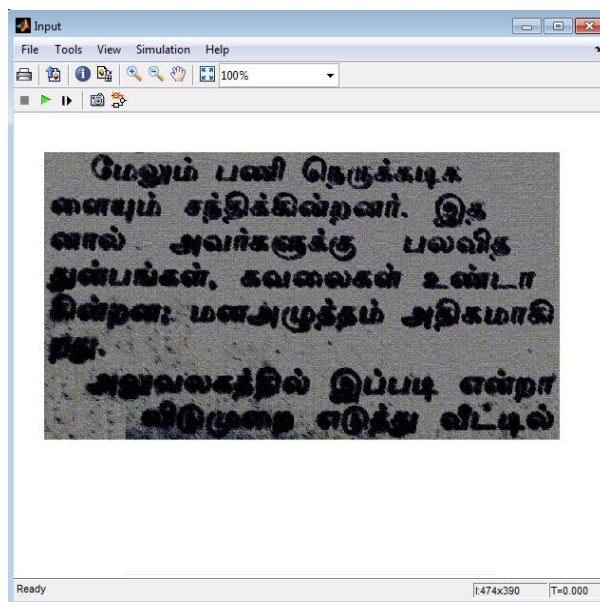 Input
File Tools View Simulation Help
100%
மேலும் பணி நெருக்கடிக
ளையும் சந்திக்கின்றனர். இத
னால் அவர்களுக்கு பலவித
துன்பங்கள், கவலைகள் உண்டா
கின்றன; மனஅழுத்தம் அதிகமாகி
றது.
அலுவலகத்தில் இப்படி என்றா
விடுமுறை எடுத்து வீட்டில்
Ready I:474x390 T=0.000